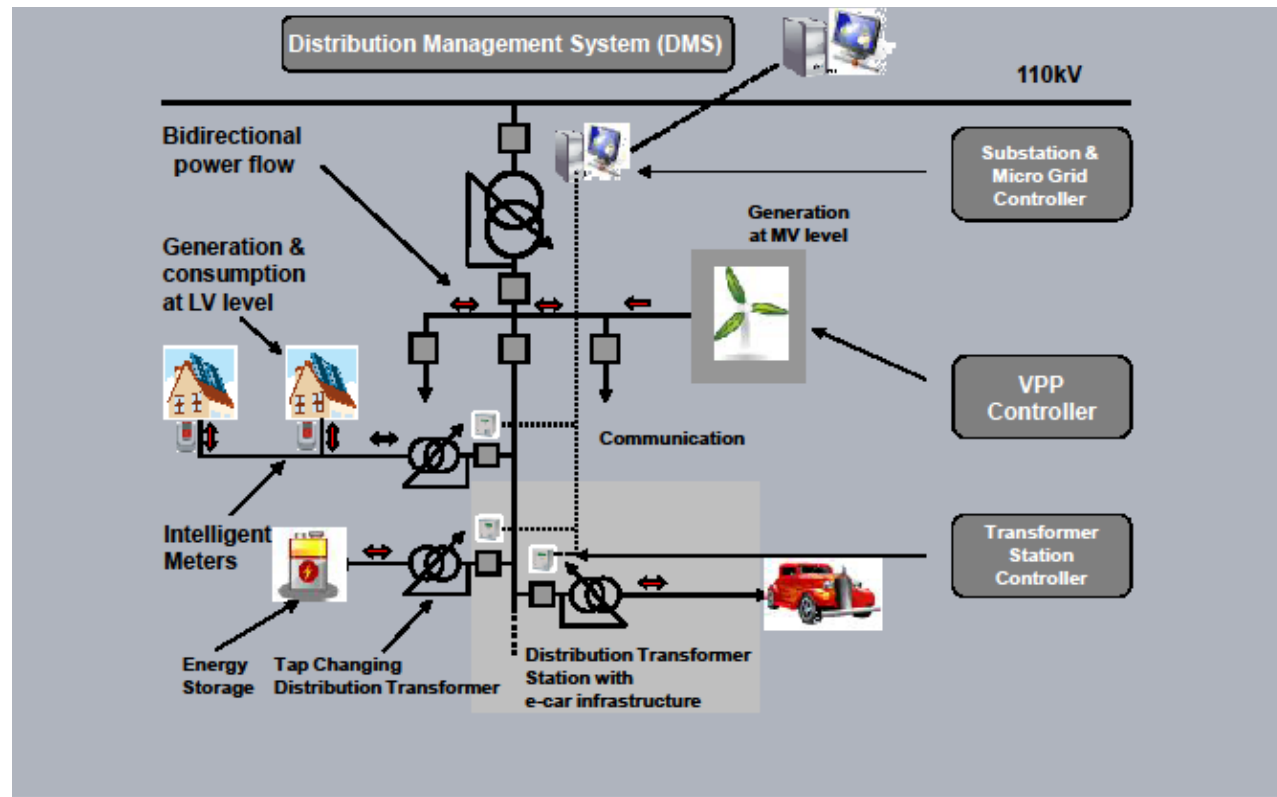 Distribution Management System (DMS)
110kV
Bidirectional
power flow
Substation &
Micro Grid
Controller
Generation
at MV level
Generation &
consumption
at LV level
VPP
Controller
Communication
Intelligent
Meters
Transformer
Station
Controller
Energy
Storage
Tap Changing
Distribution Transformer
Distribution Transformer
Station with
e-car infrastructure